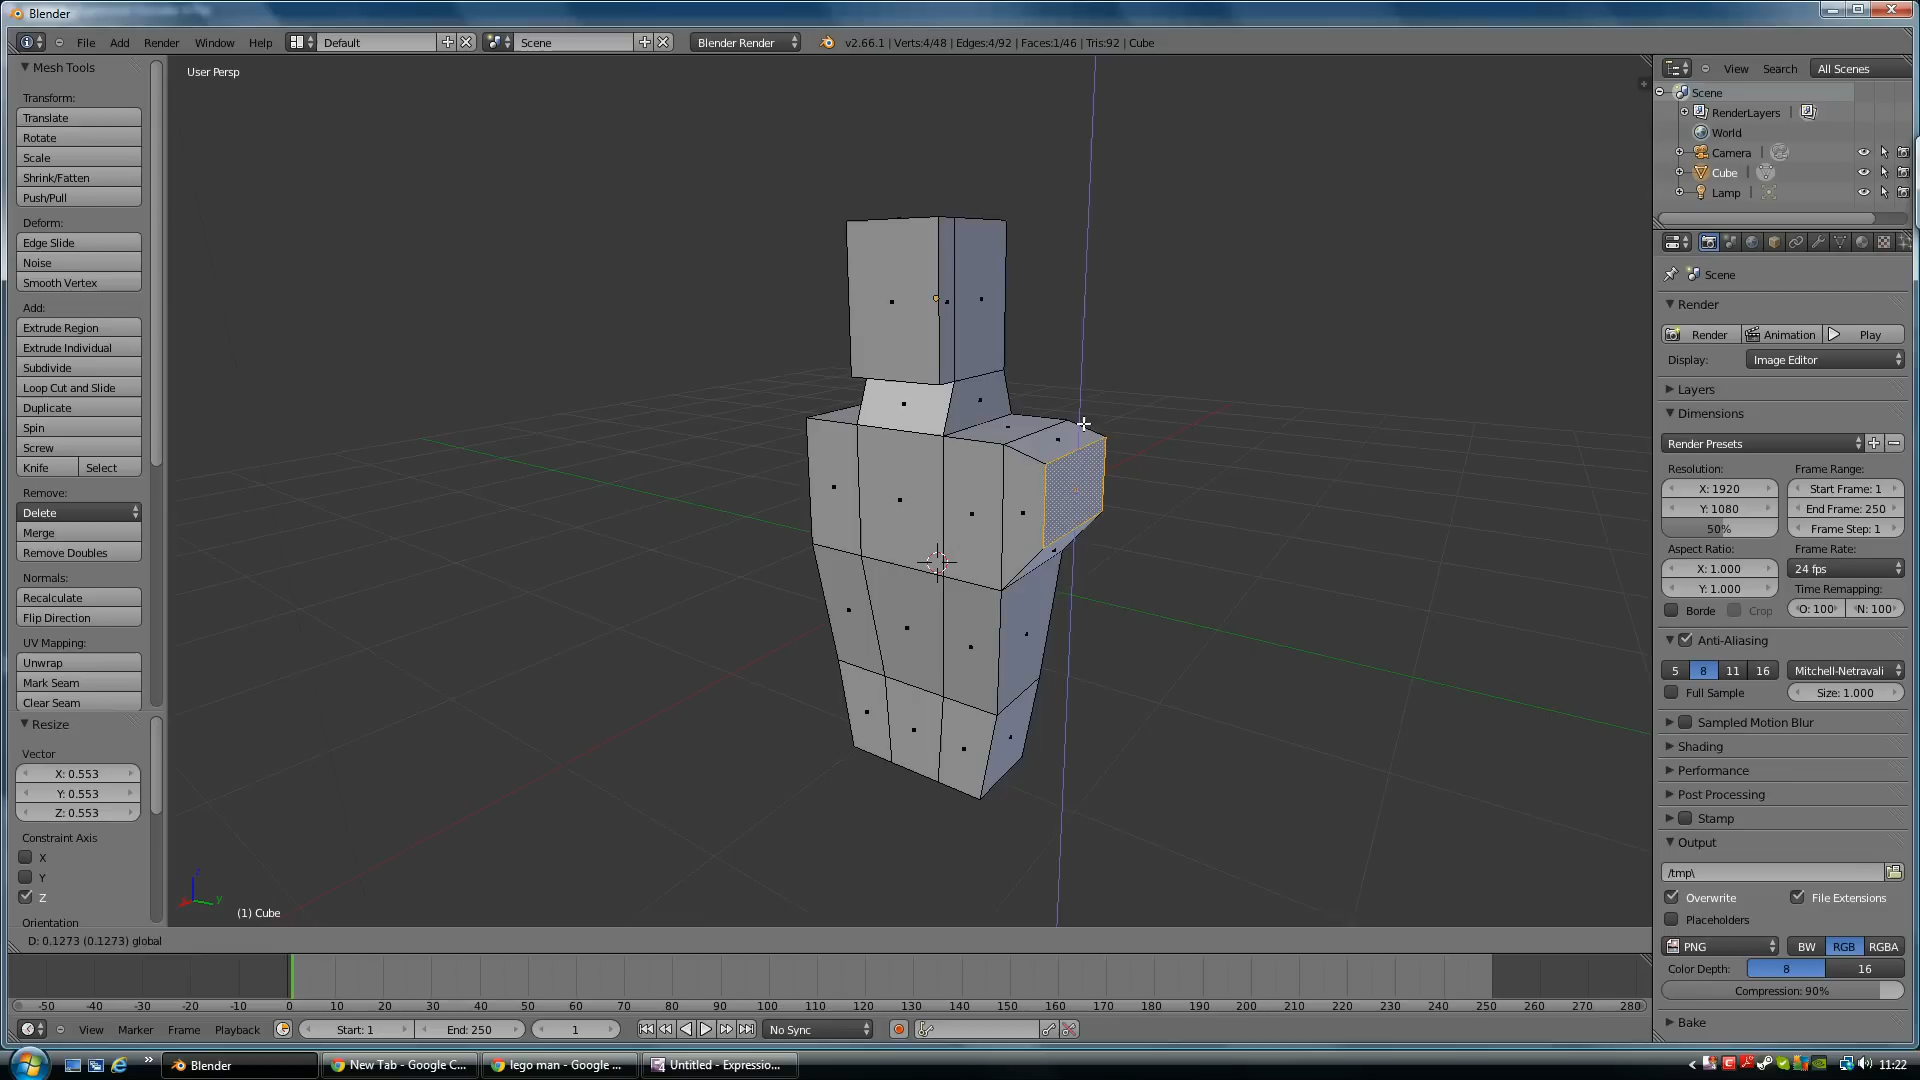 Blender
File Add Render Window Help Default Scene Blender Render v2.66.1 | Verts:4/48 | Edges:4/92 | Faces:1/46 | Tris:92 | Cube
Mesh Tools
Transform:
Translate
Rotate
Scale
Shrink/Fatten
Push/Pull
Deform:
Edge Slide
Noise
Smooth Vertex
Add:
Extrude Region
Extrude Individual
Subdivide
Loop Cut and Slide
Duplicate
Spin
Screw
Knife Select
Remove:
Delete
Merge
Remove Doubles
Normals:
Recalculate
Flip Direction
UV Mapping:
Unwrap
Mark Seam
Clear Seam
Resize
Vector
X: 0.553
Y: 0.553
Z: 0.553
Constraint Axis
X
Y
Z
Orientation
User Persp
(1) Cube
D: 0.1273 (0.1273) global
View Search All Scenes
Scene
RenderLayers
World
Camera
Cube
Lamp
Scene
Render
Render Animation Play
Display: Image Editor
Layers
Dimensions
Render Presets
Resolution: Frame Range:
X: 1920 Start Frame: 1
Y: 1080 End Frame: 250
50% Frame Step: 1
Aspect Ratio: Frame Rate:
X: 1.000 24 fps
Y: 1.000 Time Remapping:
Borde Crop O: 100 N: 100
Anti-Aliasing
5 8 11 16 Mitchell-Netravali
Full Sample Size: 1.000
Sampled Motion Blur
Shading
Performance
Post Processing
Stamp
Output
/tmp\
Overwrite File Extensions
Placeholders
PNG BW RGB RGBA
Color Depth: 8 16
Compression: 90%
Bake
-50 -40 -30 -20 -10 0 10 20 30 40 50 60 70 80 90 100 110 120 130 140 150 160 170 180 190 200 210 220 230 240 250 260 270 280
View Marker Frame Playback Start: 1 End: 250 1 No Sync
Blender New Tab - Google C... lego man - Google ... Untitled - Expressio... 11:22